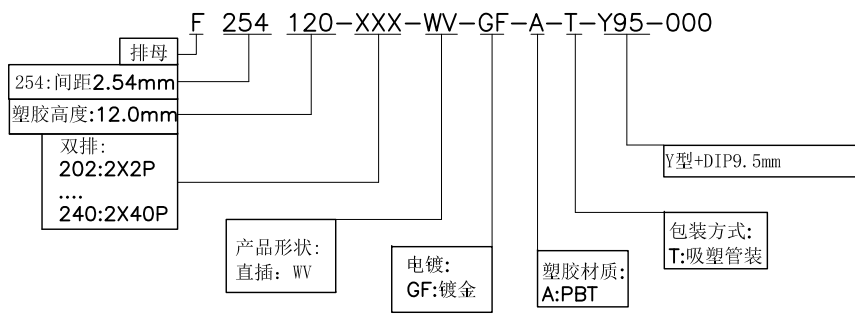 F 254 120-XXX-WV-GF-A-T-Y95-000
排母
254:间距2.54mm
塑胶高度:12.0mm
双排:
202:2X2P
....
240:2X40P
Y型+DIP9.5mm
产品形状:
直插: WV
电镀:
GF:镀金
塑胶材质:
A:PBT
包装方式:
T:吸塑管装